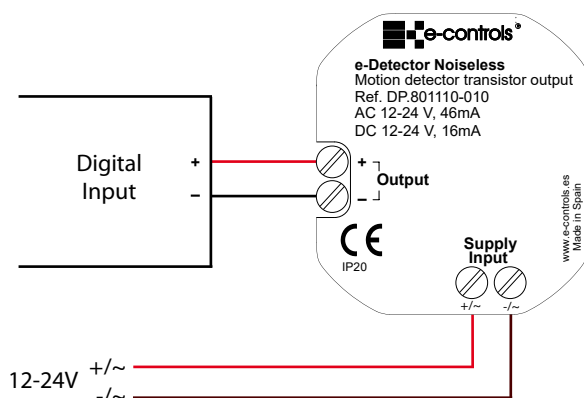 e-controls®
e-Detector Noiseless
Motion detector transistor output
Ref. DP.801110-010
AC 12-24 V, 46mA
DC 12-24 V, 16mA
Digital
Input
+
−
+
−
Output
CE
IP20
Supply
Input
+/~
-/~
www.e-controls.es
Made in Spain
12-24V
+/~
-/~